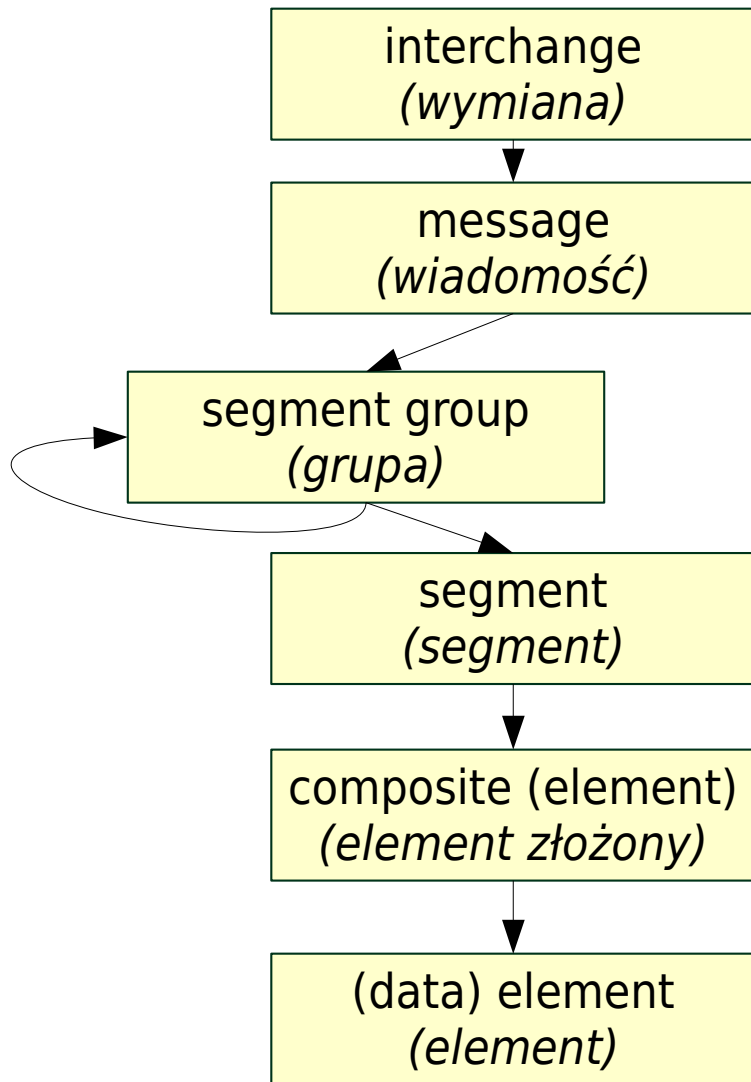 interchange
(wymiana)
message
(wiadomość)
segment group
(grupa)
segment
(segment)
composite (element)
(element złożony)
(data) element
(element)